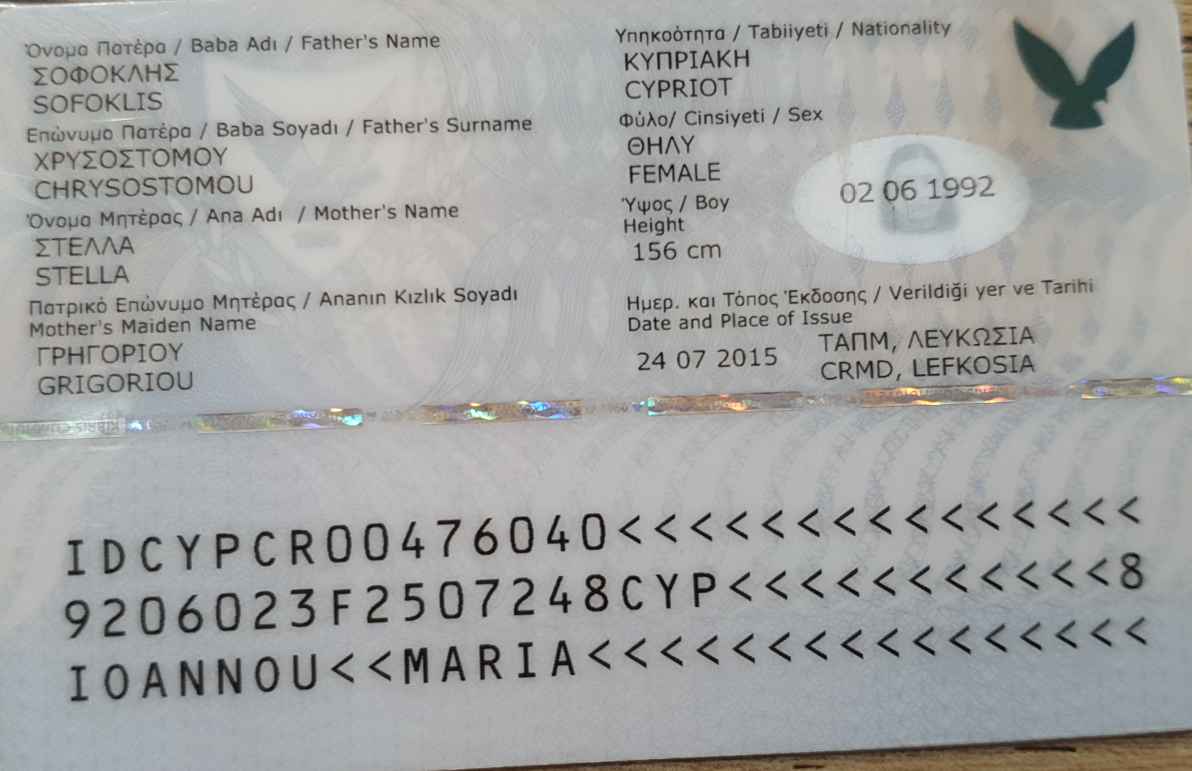 Όνομα Πατέρα / Baba Adı / Father's Name
ΣΟΦΟΚΛΗΣ
SOFOKLIS
Επώνυμο Πατέρα / Baba Soyadı / Father's Surname
ΧΡΥΣΟΣΤΟΜΟΥ
CHRYSOSTOMOU
Όνομα Μητέρας / Ana Adı / Mother's Name
ΣΤΕΛΛΑ
STELLA
Πατρικό Επώνυμο Μητέρας / Ananın Kızlık Soyadı
Mother's Maiden Name
ΓΡΗΓΟΡΙΟΥ
GRIGORIOU
Υπηκοότητα / Tabiiyeti / Nationality
ΚΥΠΡΙΑΚΗ
CYPRIOT
Φύλο/ Cinsiyeti / Sex
ΘΗΛΥ
FEMALE
Ύψος / Boy
Height
156 cm
02 06 1992
Ημερ. και Τόπος Έκδοσης / Verildiği yer ve Tarihi
Date and Place of Issue
24 07 2015
ΤΑΠΜ, ΛΕΥΚΩΣΙΑ
CRMD, LEFKOSIA
IDCYPCR00476040<<<<<<<<<<<<<<<
9206023F2507248CYP<<<<<<<<<<<8
IOANNOU<<MARIA<<<<<<<<<<<<<<<<